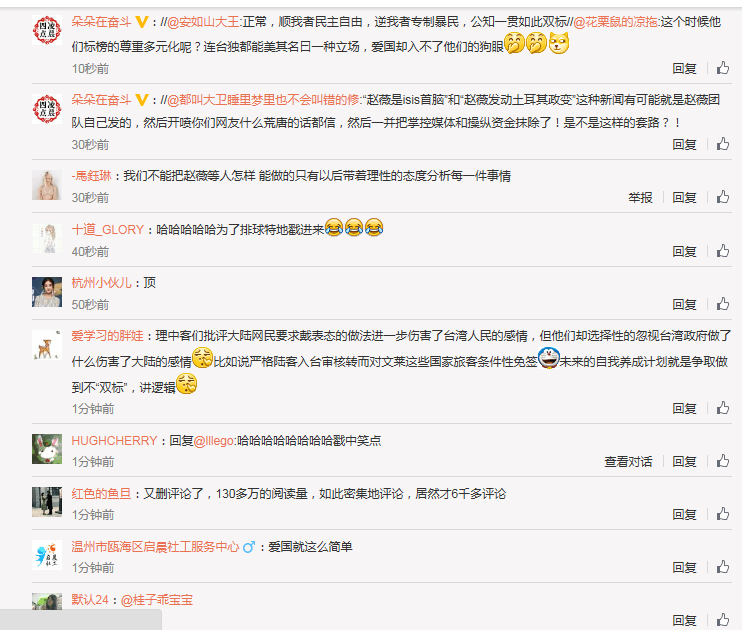 朵朵在奋斗：//@安如山大王:正常，顺我者民主自由，逆我者专制暴民，公知一贯如此双标//@花栗鼠的凉拖:这个时候他
们标榜的尊重多元化呢？连台独都能美其名曰一种立场，爱国却入不了他们的狗眼
10秒前 回复
朵朵在奋斗：//@都叫大卫睡里梦里也不会叫错的修:“赵薇是isis首脑”和“赵薇发动土耳其政变”这种新闻有可能就是赵薇团
队自己发的，然后开喷你们网友什么荒唐的话都信，然后一并把掌控媒体和操纵资金抹除了！是不是这样的套路？！
30秒前 回复
-馬鈺琳：我们不能把赵薇等人怎样 能做的只有以后带着理性的态度分析每一件事情
30秒前 举报 回复
十道_GLORY：哈哈哈哈哈为了排球特地戳进来
40秒前 回复
杭州小伙儿：顶
50秒前 回复
爱学习的胖娃：理中客们批评大陆网民要求戴表态的做法进一步伤害了台湾人民的感情，但他们却选择性的忽视台湾政府做了
什么伤害了大陆的感情比如说严格陆客入台审核转而对文莱这些国家旅客条件性免签未来的自我养成计划就是争取做
到不“双标”，讲逻辑
1分钟前 回复
HUGHCHERRY：回复@lllego:哈哈哈哈哈哈哈哈戳中笑点
1分钟前 查看对话 回复
红色的鱼旦：又删评论了，130多万的阅读量，如此密集地评论，居然才6千多评论
1分钟前 回复
温州市瓯海区启晨社工服务中心：爱国就这么简单
1分钟前 回复
默认24：@桂子乖宝宝
回复